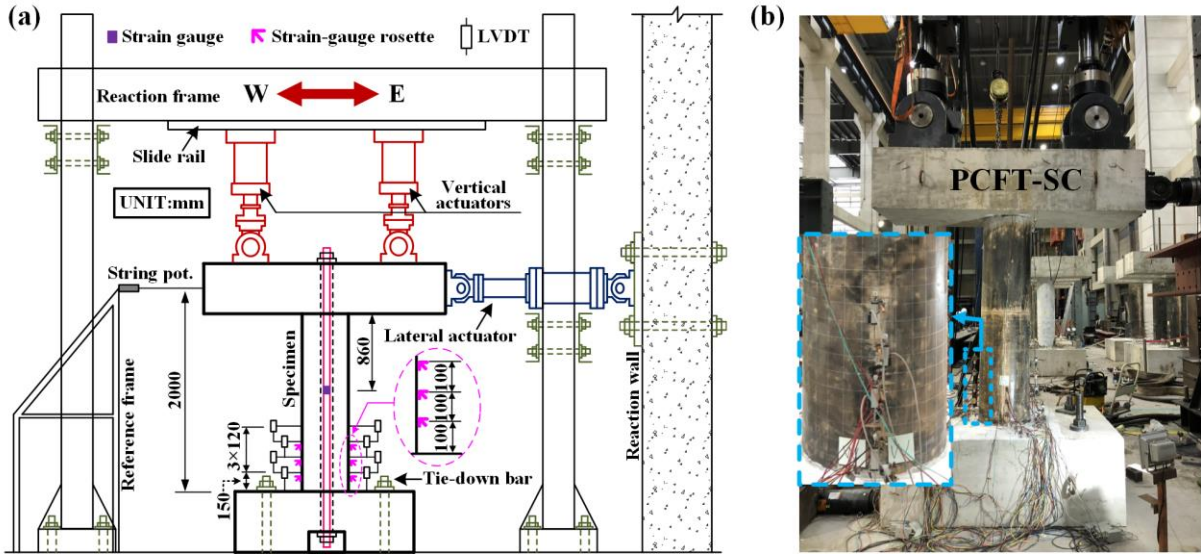 (a)
Strain gauge
Strain-gauge rosette
LVDT
Reaction frame
W
E
Slide rail
UNIT:mm
Vertical
actuators
String pot.
Lateral actuator
860
2000
Specimen
Reference frame
100
100
100
3×120
150
Tie-down bar
Reaction wall
(b)
PCFT-SC